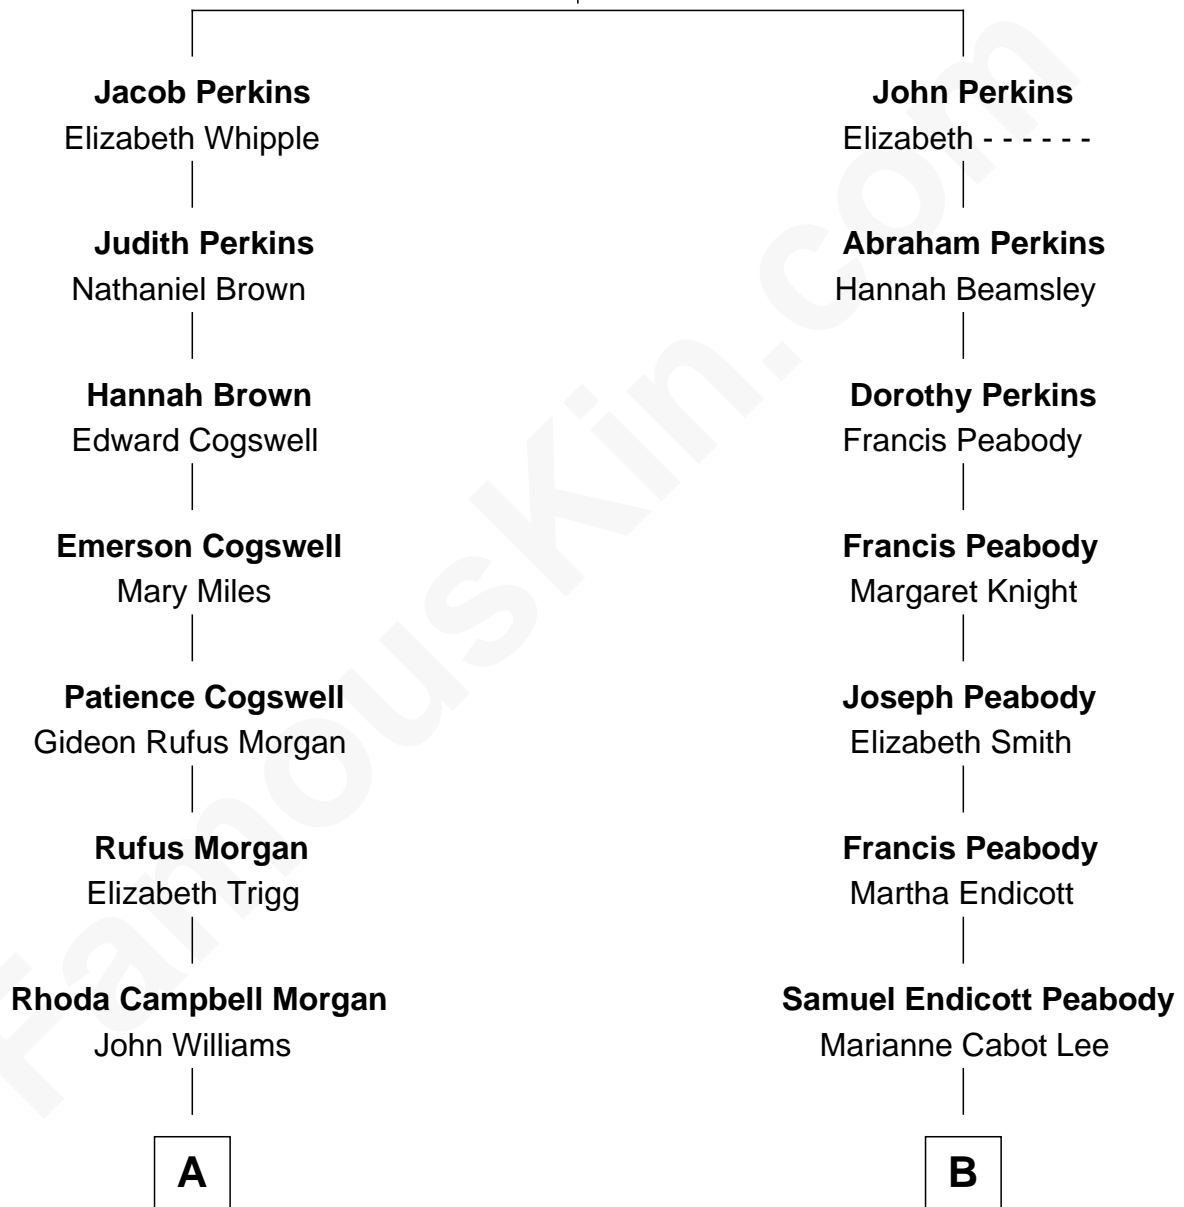 Jacob Perkins
Elizabeth Whipple
Judith Perkins
Nathaniel Brown
Hannah Brown
Edward Cogswell
Emerson Cogswell
Mary Miles
Patience Cogswell
Gideon Rufus Morgan
Rufus Morgan
Elizabeth Trigg
Rhoda Campbell Morgan
John Williams
A
John Perkins
Elizabeth - - - - - -
Abraham Perkins
Hannah Beamsley
Dorothy Perkins
Francis Peabody
Francis Peabody
Margaret Knight
Joseph Peabody
Elizabeth Smith
Francis Peabody
Martha Endicott
Samuel Endicott Peabody
Marianne Cabot Lee
B
FamousKin.com